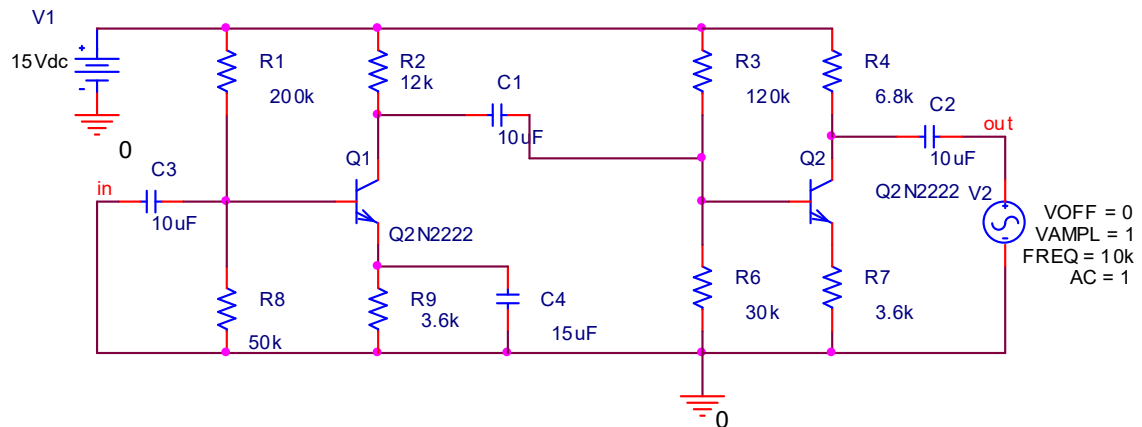 V1
15Vdc
+
-
0
R1
200k
R2
12k
C1
10uF
R3
120k
R4
6.8k
C2
10uF
out
in
C3
10uF
Q1
Q2N2222
Q2
Q2N2222
V2
+
-
VOFF = 0
VAMPL = 1
FREQ = 10k
AC = 1
R8
50k
R9
3.6k
C4
15uF
R6
30k
R7
3.6k
0